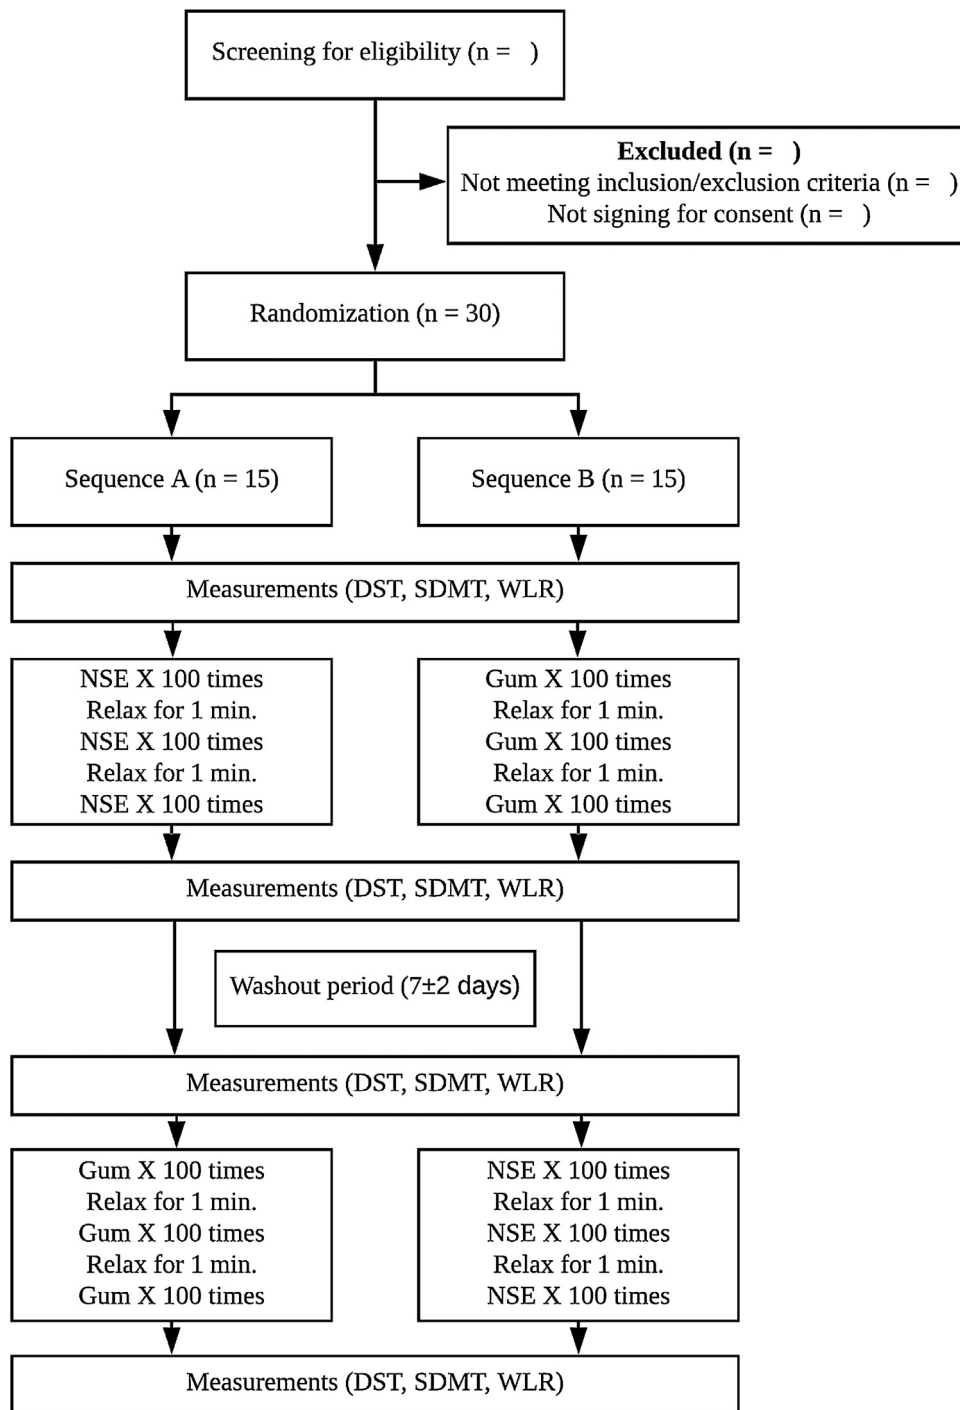 Screening for eligibility (n =   )
Excluded (n =   )
Not meeting inclusion/exclusion criteria (n =   )
Not signing for consent (n =   )
Randomization (n = 30)
Sequence A (n = 15)
Sequence B (n = 15)
Measurements (DST, SDMT, WLR)
NSE X 100 times
Relax for 1 min.
NSE X 100 times
Relax for 1 min.
NSE X 100 times
Gum X 100 times
Relax for 1 min.
Gum X 100 times
Relax for 1 min.
Gum X 100 times
Measurements (DST, SDMT, WLR)
Washout period (7±2 days)
Measurements (DST, SDMT, WLR)
Gum X 100 times
Relax for 1 min.
Gum X 100 times
Relax for 1 min.
Gum X 100 times
NSE X 100 times
Relax for 1 min.
NSE X 100 times
Relax for 1 min.
NSE X 100 times
Measurements (DST, SDMT, WLR)